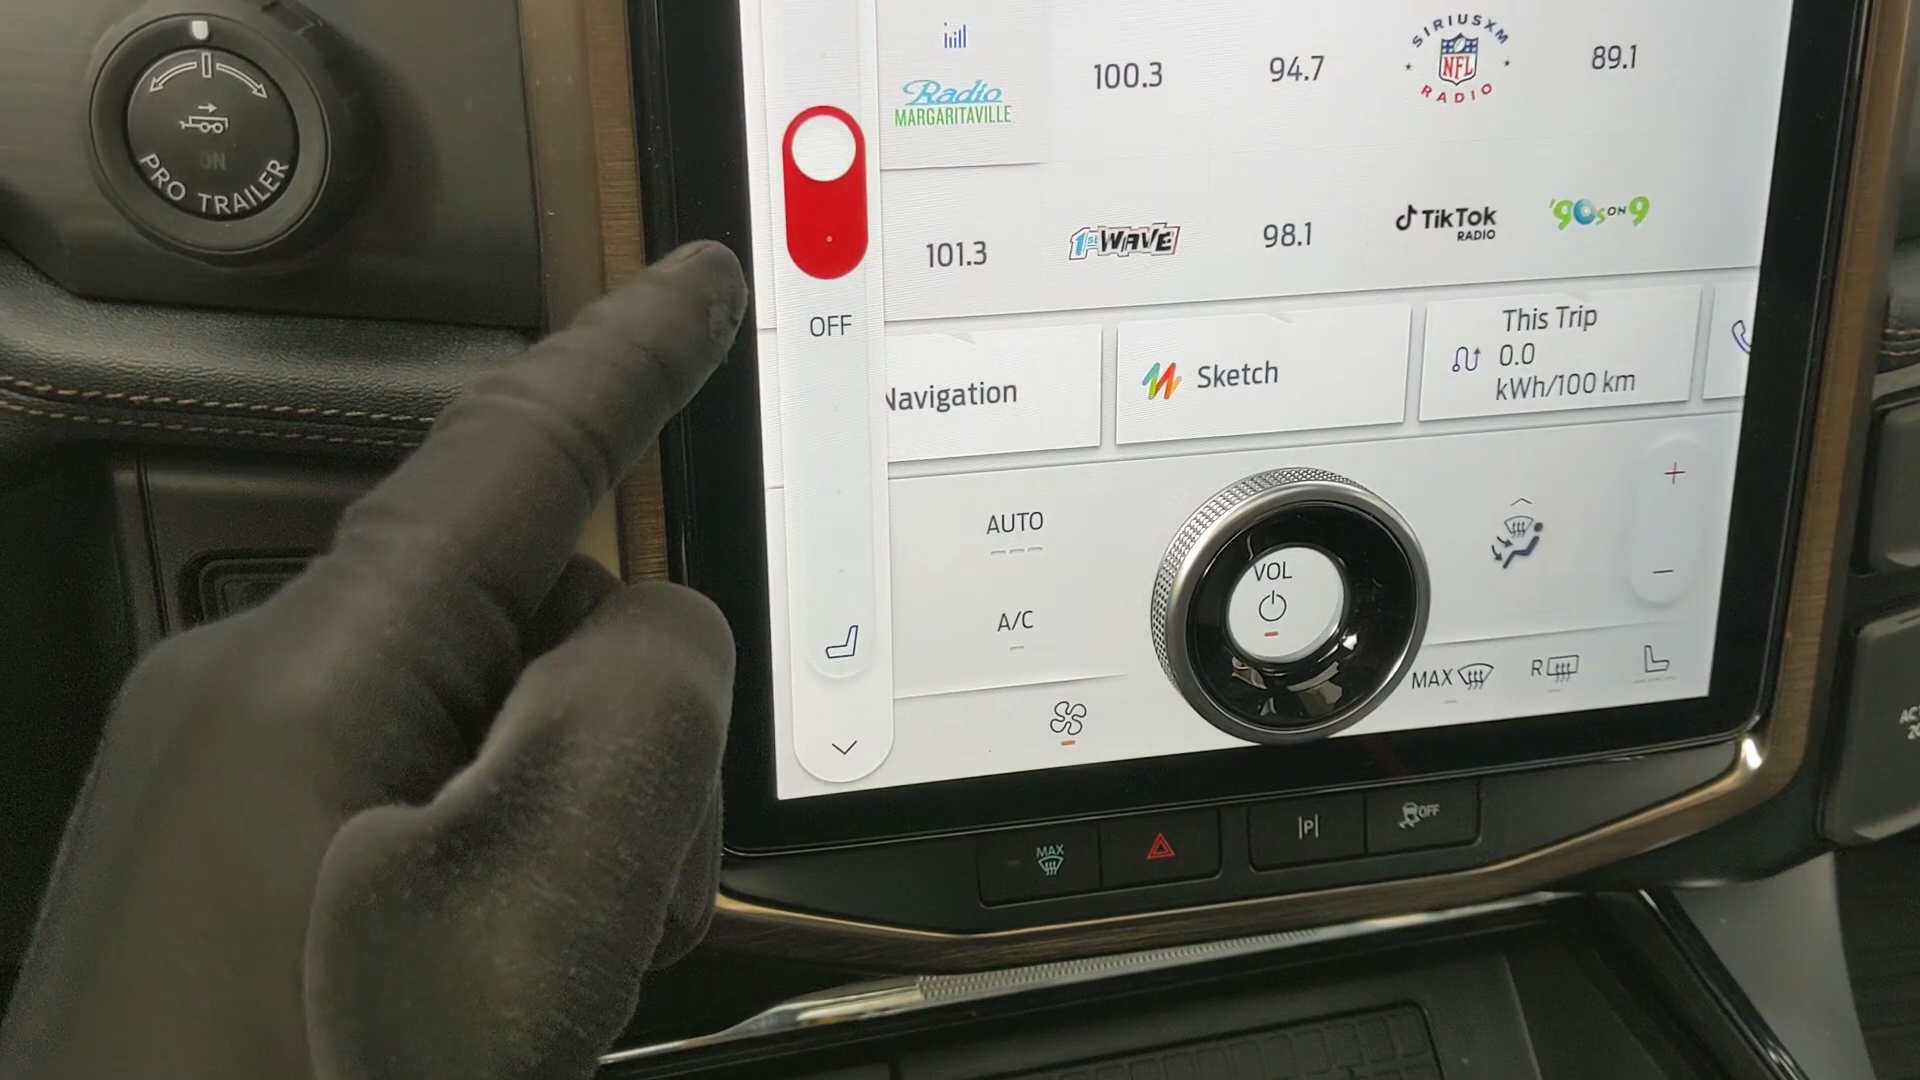 ON
PRO TRAILER
Radio
MARGARITAVILLE
100.3
94.7
SIRIUSXM
NFL
RADIO
89.1
101.3
1st WAVE
98.1
TikTok
RADIO
'90s ON 9
OFF
Navigation
Sketch
This Trip
0.0
kWh/100 km
AUTO
A/C
VOL
MAX
R
MAX
P
OFF